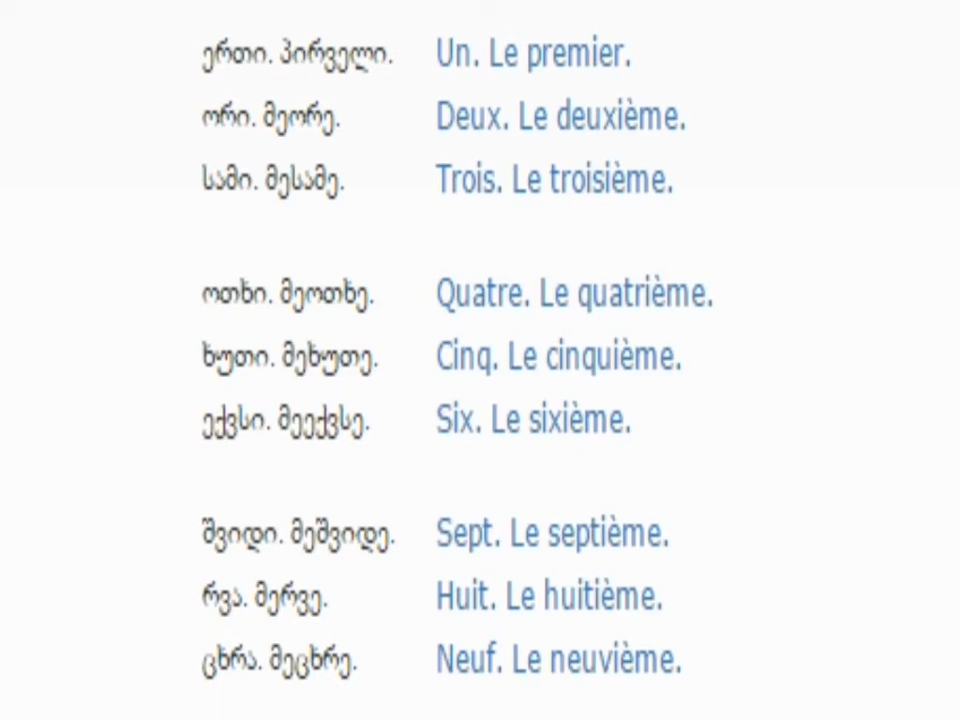 ერთი. პირველი. Un. Le premier.
ორი. მეორე. Deux. Le deuxième.
სამი. მესამე. Trois. Le troisième.
ოთხი. მეოთხე. Quatre. Le quatrième.
ხუთი. მეხუთე. Cinq. Le cinquième.
ექვსი. მეექვსე. Six. Le sixième.
შვიდი. მეშვიდე. Sept. Le septième.
რვა. მერვე. Huit. Le huitième.
ცხრა. მეცხრე. Neuf. Le neuvième.